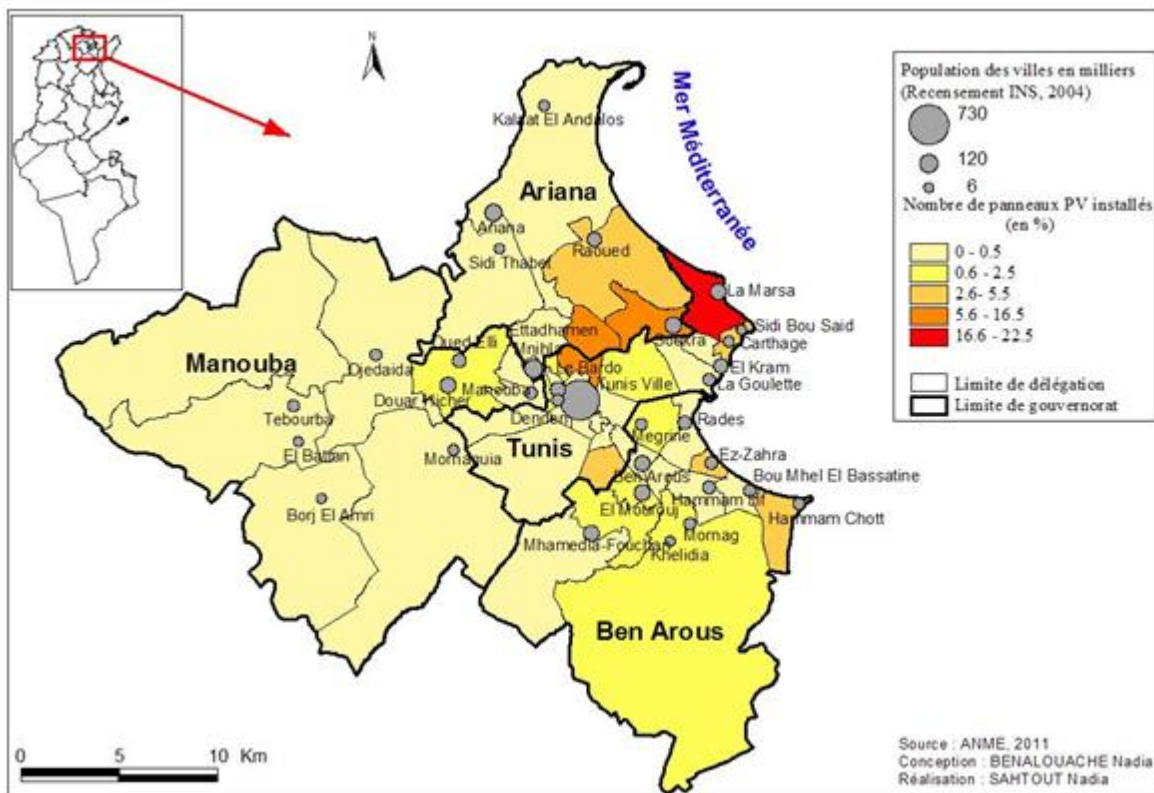 N
Mer Méditerranée
Kalaat El Andalos
Ariana
Ariana
Sidi Thabet
Raoued
La Marsa
Sidi Bou Said
Carthage
Soukra
El Kram
La Goulette
Ettadhamen
Mnihla
Oued Elli
Le Bardo
Manouba
Djedaida
Manouba
Tunis Ville
Douar Hicher
Denden
Tebourba
El Battan
Mornaguia
Tunis
Megrine
Rades
Ez-Zahra
Ben Arous
Bou Mhel El Bassatine
Hammam Lif
Hammam Chott
Borj El Amri
El Mourouj
Mornag
Mhamedia-Fouchan
Khelidia
Ben Arous
Population des villes en milliers
(Recensement INS, 2004)
730
120
6
Nombre de panneaux PV installés
(en %)
0 - 0.5
0.6 - 2.5
2.6- 5.5
5.6 - 16.5
16.6 - 22.5
Limite de délégation
Limite de gouvernorat
0 5 10 Km
Source : ANME, 2011
Conception : BENALOUACHE Nadia
Réalisation : SAHTOUT Nadia